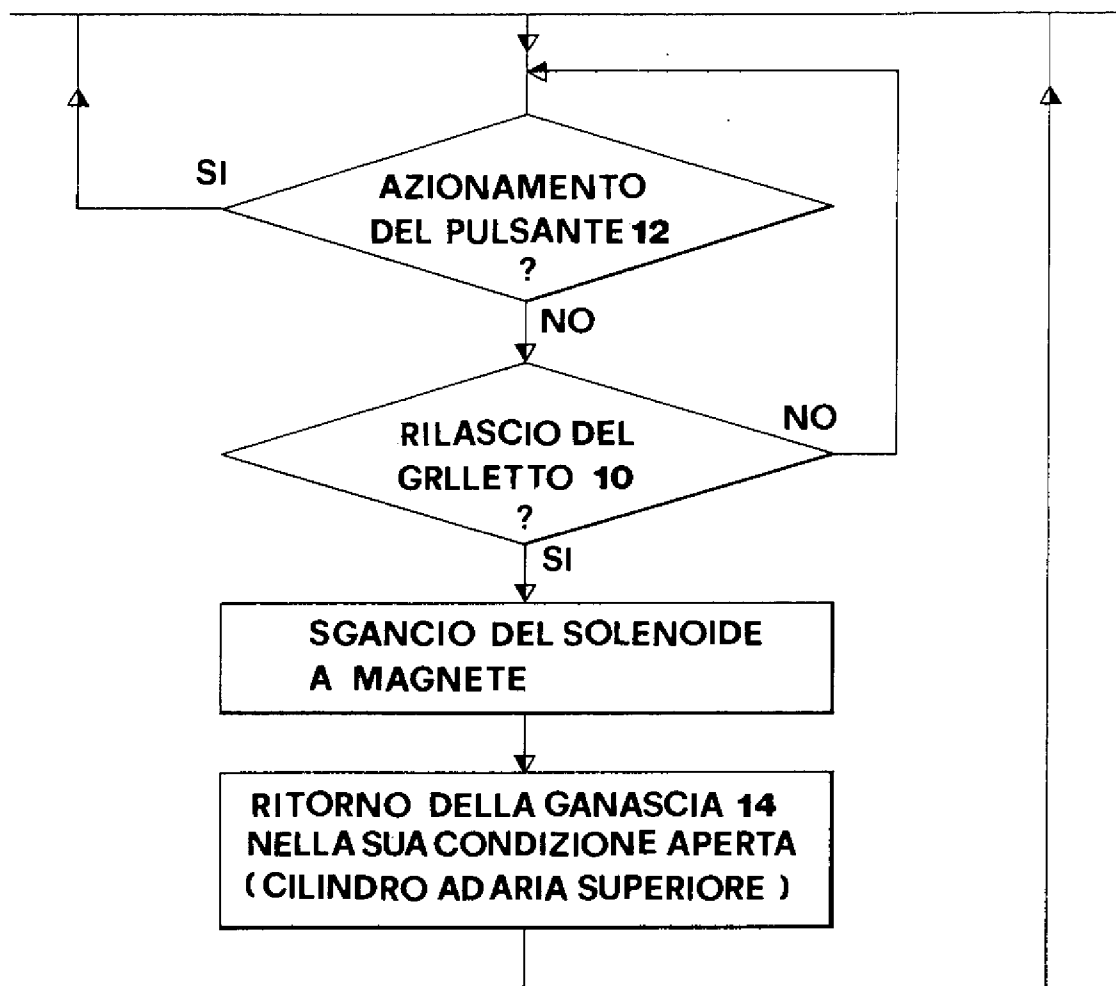 SI
AZIONAMENTO
DEL PULSANTE 12
?
NO
RILASCIO DEL
GRLLETTO 10
?
NO
SI
SGANCIO DEL SOLENOIDE
A MAGNETE
RITORNO DELLA GANASCIA 14
NELLA SUA CONDIZIONE APERTA
( CILINDRO AD ARIA SUPERIORE )